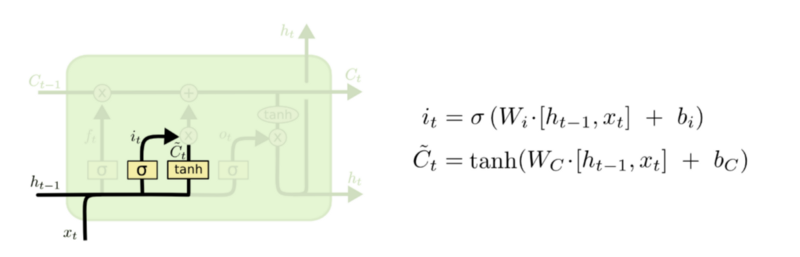 h_t
C_{t-1}
C_t
tanh
f_t
i_t
o_t
C̃_t
σ
σ
tanh
σ
h_{t-1}
h_t
x_t
i_t = σ (W_i·[h_{t-1}, x_t] + b_i)
C̃_t = tanh(W_C·[h_{t-1}, x_t] + b_C)